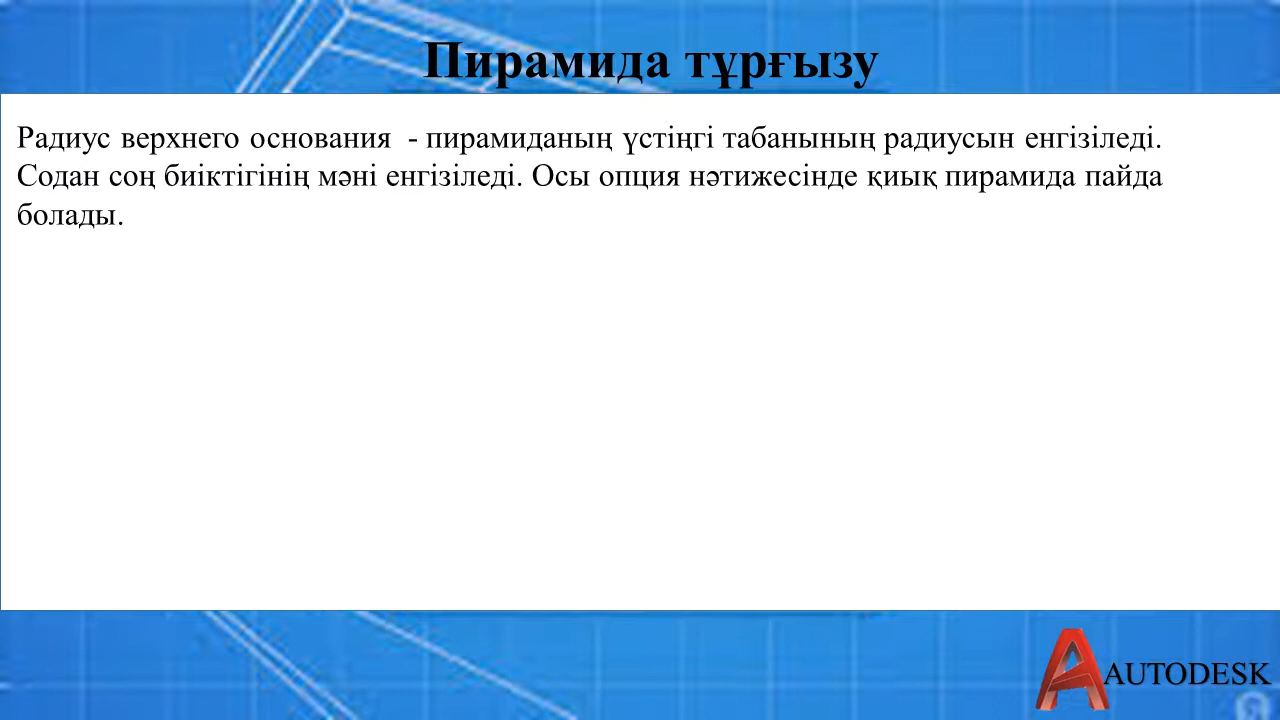 Пирамида тұрғызу
Радиус верхнего основания - пирамиданың үстіңгі табанының радиусын енгізіледі.
Содан соң биіктігінің мәні енгізіледі. Осы опция нәтижесінде қиық пирамида пайда
болады.
AUTODESK